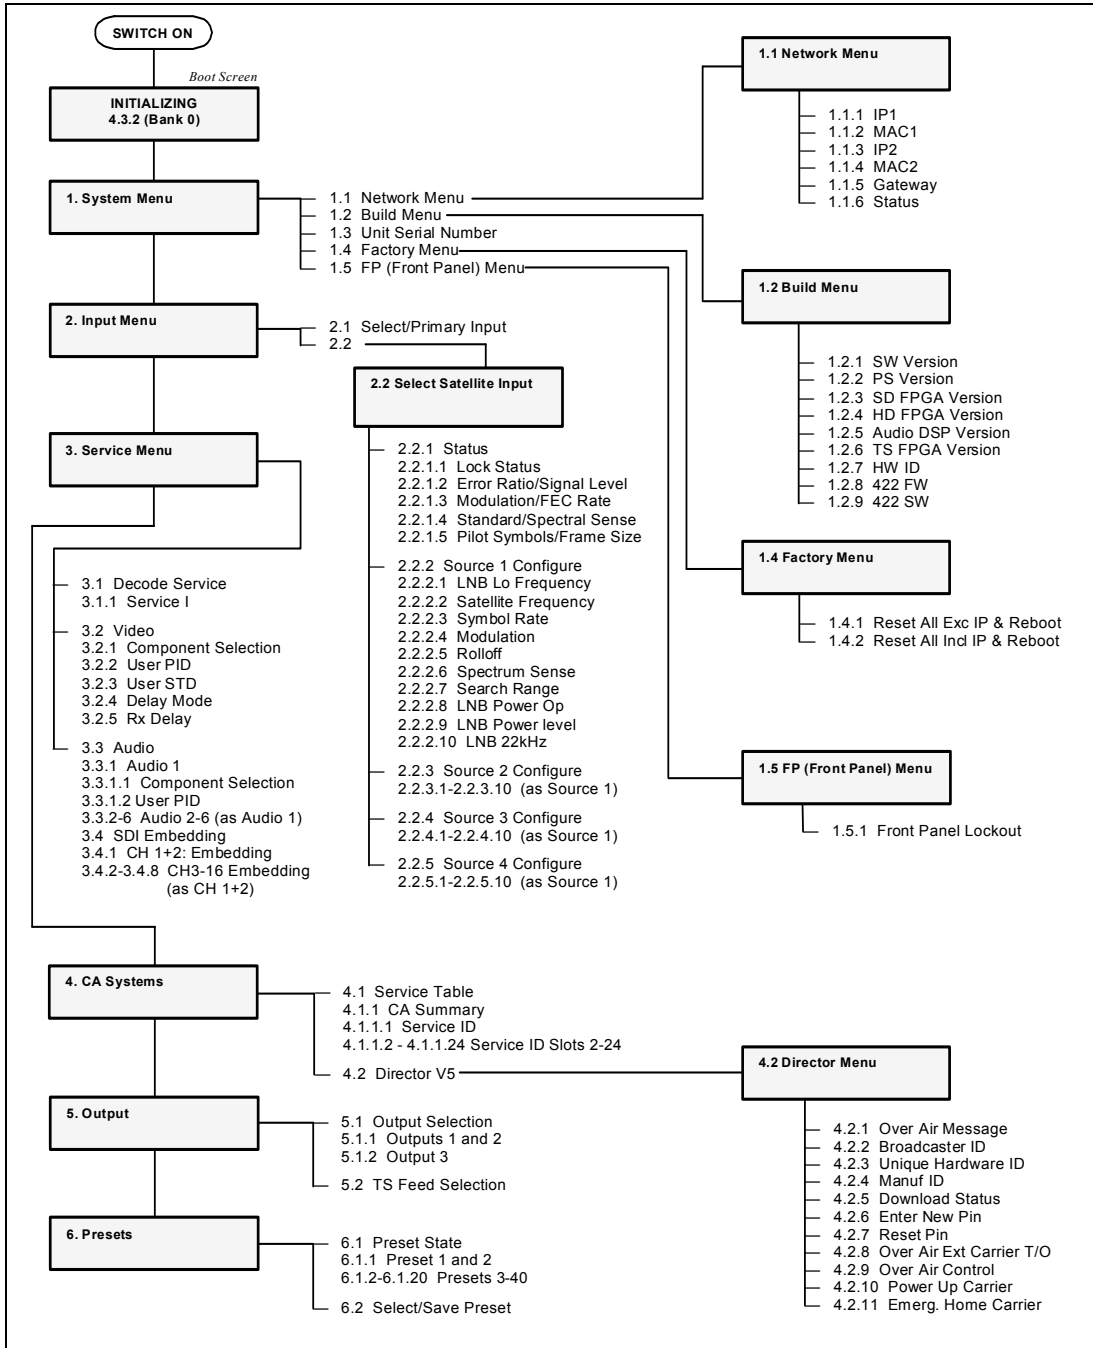 SWITCH ON
Boot Screen
INITIALIZING
4.3.2 (Bank 0)
1. System Menu
1.1 Network Menu
1.2 Build Menu
1.3 Unit Serial Number
1.4 Factory Menu
1.5 FP (Front Panel) Menu
1.1 Network Menu
1.1.1 IP1
1.1.2 MAC1
1.1.3 IP2
1.1.4 MAC2
1.1.5 Gateway
1.1.6 Status
1.2 Build Menu
1.2.1 SW Version
1.2.2 PS Version
1.2.3 SD FPGA Version
1.2.4 HD FPGA Version
1.2.5 Audio DSP Version
1.2.6 TS FPGA Version
1.2.7 HW ID
1.2.8 422 FW
1.2.9 422 SW
1.4 Factory Menu
1.4.1 Reset All Exc IP & Reboot
1.4.2 Reset All Incl IP & Reboot
1.5 FP (Front Panel) Menu
1.5.1 Front Panel Lockout
2. Input Menu
2.1 Select/Primary Input
2.2
2.2 Select Satellite Input
2.2.1 Status
2.2.1.1 Lock Status
2.2.1.2 Error Ratio/Signal Level
2.2.1.3 Modulation/FEC Rate
2.2.1.4 Standard/Spectral Sense
2.2.1.5 Pilot Symbols/Frame Size
2.2.2 Source 1 Configure
2.2.2.1 LNB Lo Frequency
2.2.2.2 Satellite Frequency
2.2.2.3 Symbol Rate
2.2.2.4 Modulation
2.2.2.5 Rolloff
2.2.2.6 Spectrum Sense
2.2.2.7 Search Range
2.2.2.8 LNB Power Op
2.2.2.9 LNB Power level
2.2.2.10 LNB 22kHz
2.2.3 Source 2 Configure
2.2.3.1-2.2.3.10 (as Source 1)
2.2.4 Source 3 Configure
2.2.4.1-2.2.4.10 (as Source 1)
2.2.5 Source 4 Configure
2.2.5.1-2.2.5.10 (as Source 1)
3. Service Menu
3.1 Decode Service
3.1.1 Service I
3.2 Video
3.2.1 Component Selection
3.2.2 User PID
3.2.3 User STD
3.2.4 Delay Mode
3.2.5 Rx Delay
3.3 Audio
3.3.1 Audio 1
3.3.1.1 Component Selection
3.3.1.2 User PID
3.3.2-6 Audio 2-6 (as Audio 1)
3.4 SDI Embedding
3.4.1 CH 1+2: Embedding
3.4.2-3.4.8 CH3-16 Embedding
(as CH 1+2)
4. CA Systems
4.1 Service Table
4.1.1 CA Summary
4.1.1.1 Service ID
4.1.1.2 - 4.1.1.24 Service ID Slots 2-24
4.2 Director V5
4.2 Director Menu
4.2.1 Over Air Message
4.2.2 Broadcaster ID
4.2.3 Unique Hardware ID
4.2.4 Manuf ID
4.2.5 Download Status
4.2.6 Enter New Pin
4.2.7 Reset Pin
4.2.8 Over Air Ext Carrier T/O
4.2.9 Over Air Control
4.2.10 Power Up Carrier
4.2.11 Emerg. Home Carrier
5. Output
5.1 Output Selection
5.1.1 Outputs 1 and 2
5.1.2 Output 3
5.2 TS Feed Selection
6. Presets
6.1 Preset State
6.1.1 Preset 1 and 2
6.1.2-6.1.20 Presets 3-40
6.2 Select/Save Preset